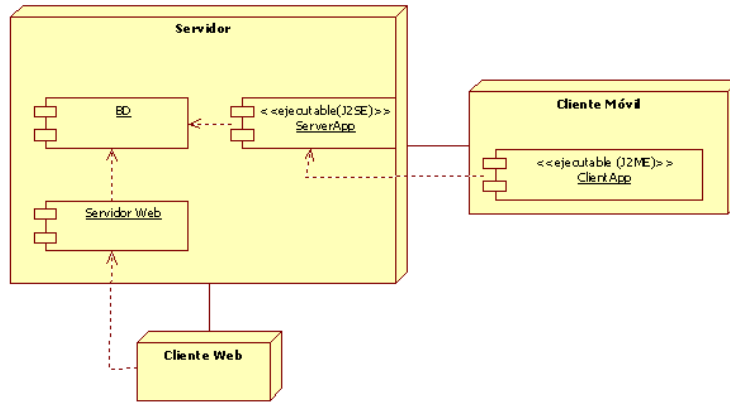 Servidor
BD
<<ejecutable(J2SE)>>
ServerApp
Cliente Móvil
<<ejecutable (J2ME)>>
ClientApp
Servidor Web
Cliente Web